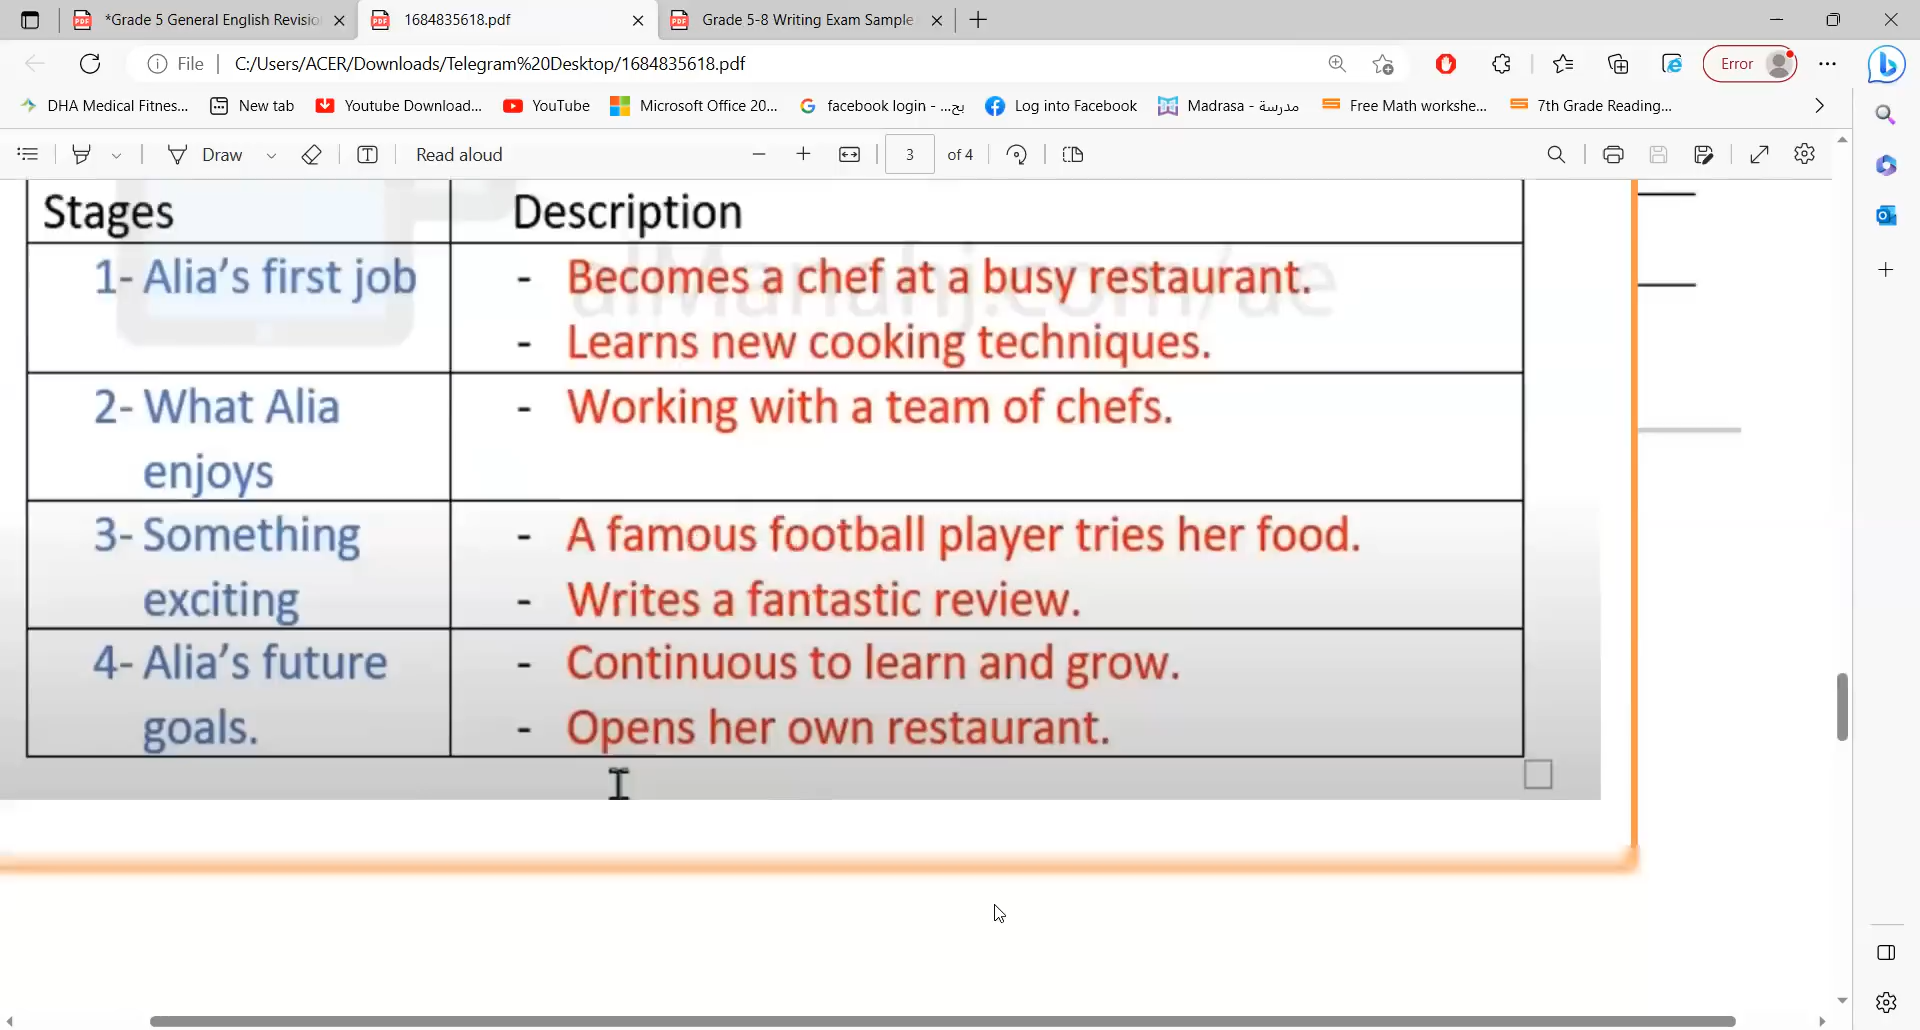 *Grade 5 General English Revisio
1684835618.pdf
Grade 5-8 Writing Exam Sample
File
C:/Users/ACER/Downloads/Telegram%20Desktop/1684835618.pdf
Error
DHA Medical Fitnes...
New tab
Youtube Download...
YouTube
Microsoft Office 20...
facebook login - ...بح
Log into Facebook
Madrasa - مدرسة
Free Math workshe...
7th Grade Reading...
Draw
Read aloud
3 of 4
Stages Description
1- Alia's first job
- Becomes a chef at a busy restaurant.
- Learns new cooking techniques.
2- What Alia
enjoys
- Working with a team of chefs.
3- Something
exciting
- A famous football player tries her food.
- Writes a fantastic review.
4- Alia's future
goals.
- Continuous to learn and grow.
- Opens her own restaurant.
alManahj.com/ae